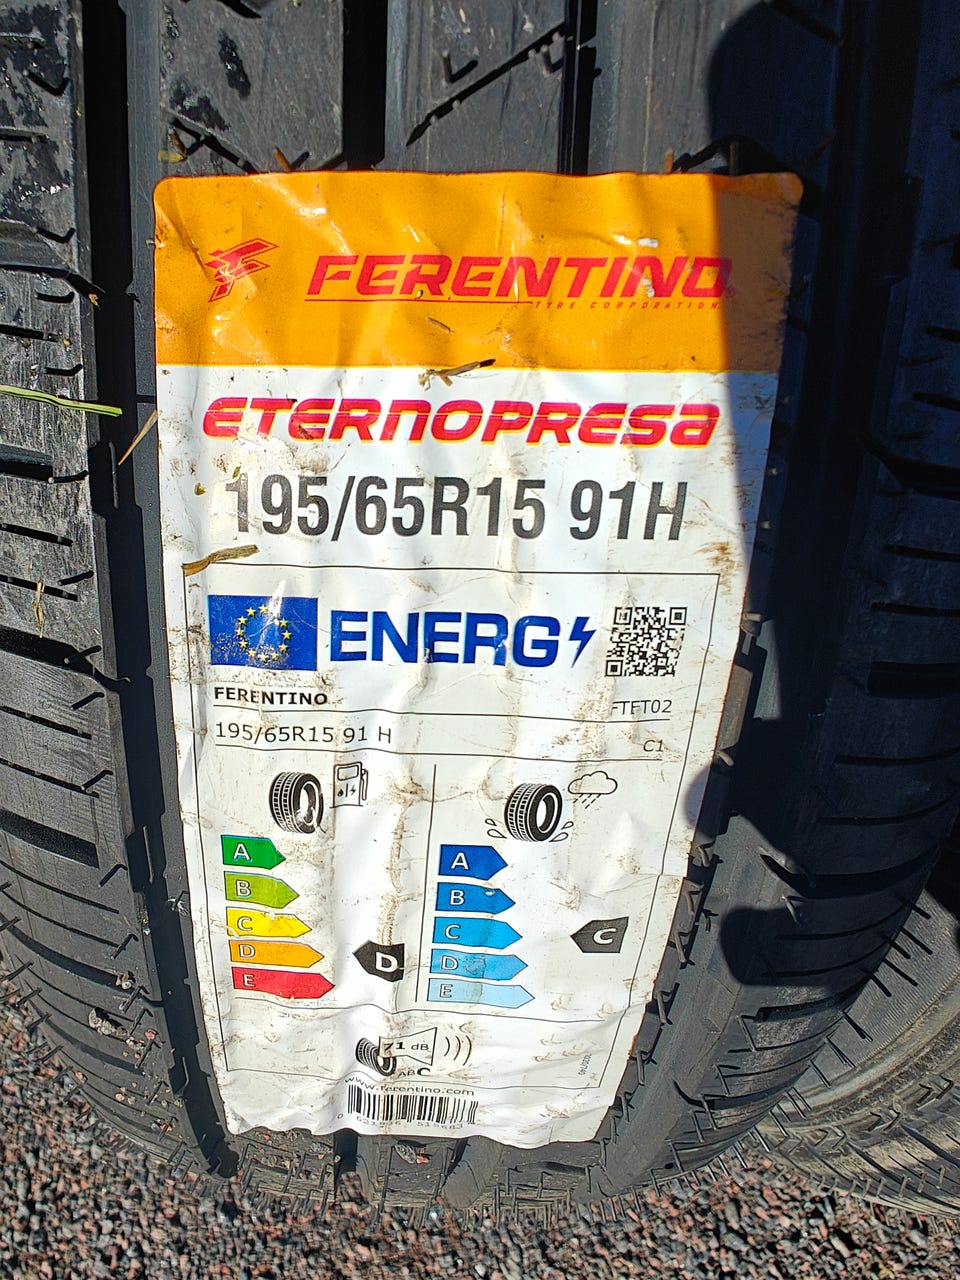 FERENTINO
TYRE CORPORATION
ETERNOPRESA
195/65R15 91H
ENERG
FERENTINO
FTFT02
195/65R15 91 H
C1
A
B
C
D
E
D
A
B
C
D
E
C
71 dB
ABC
www.ferentino.com